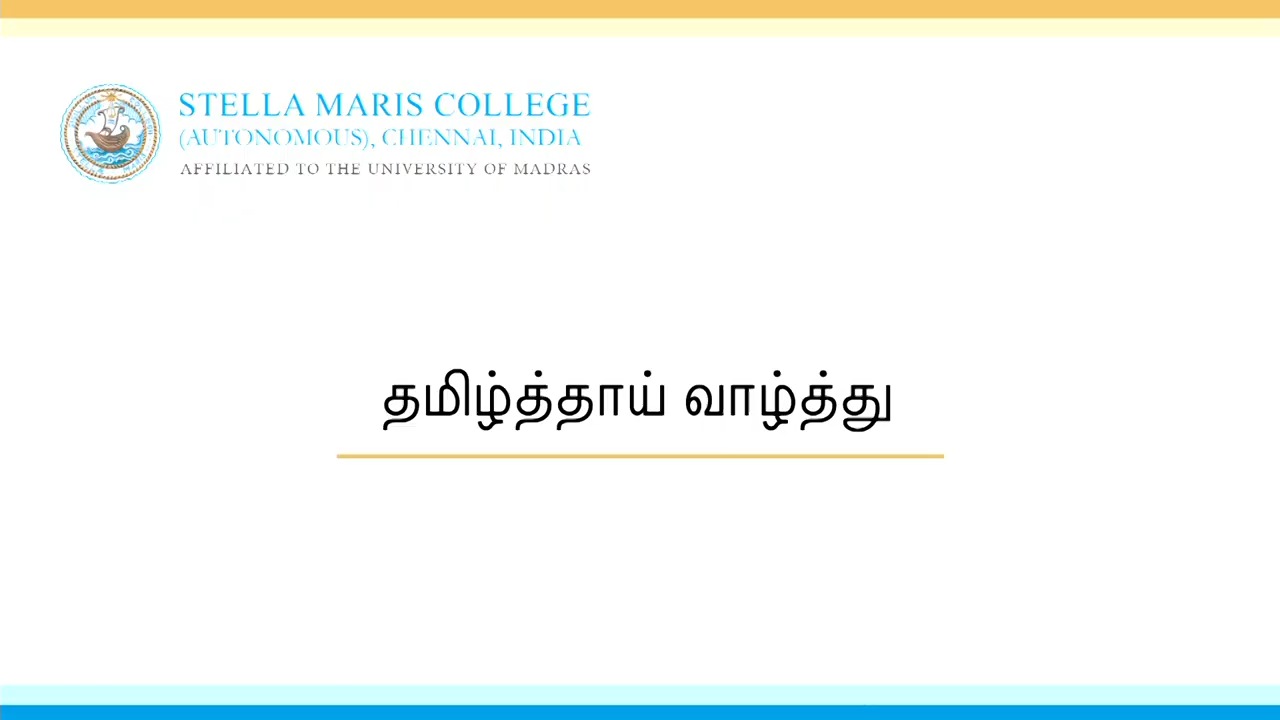 STELLA MARIS COLLEGE
(AUTONOMOUS), CHENNAI, INDIA
AFFILIATED TO THE UNIVERSITY OF MADRAS
தமிழ்த்தாய் வாழ்த்து